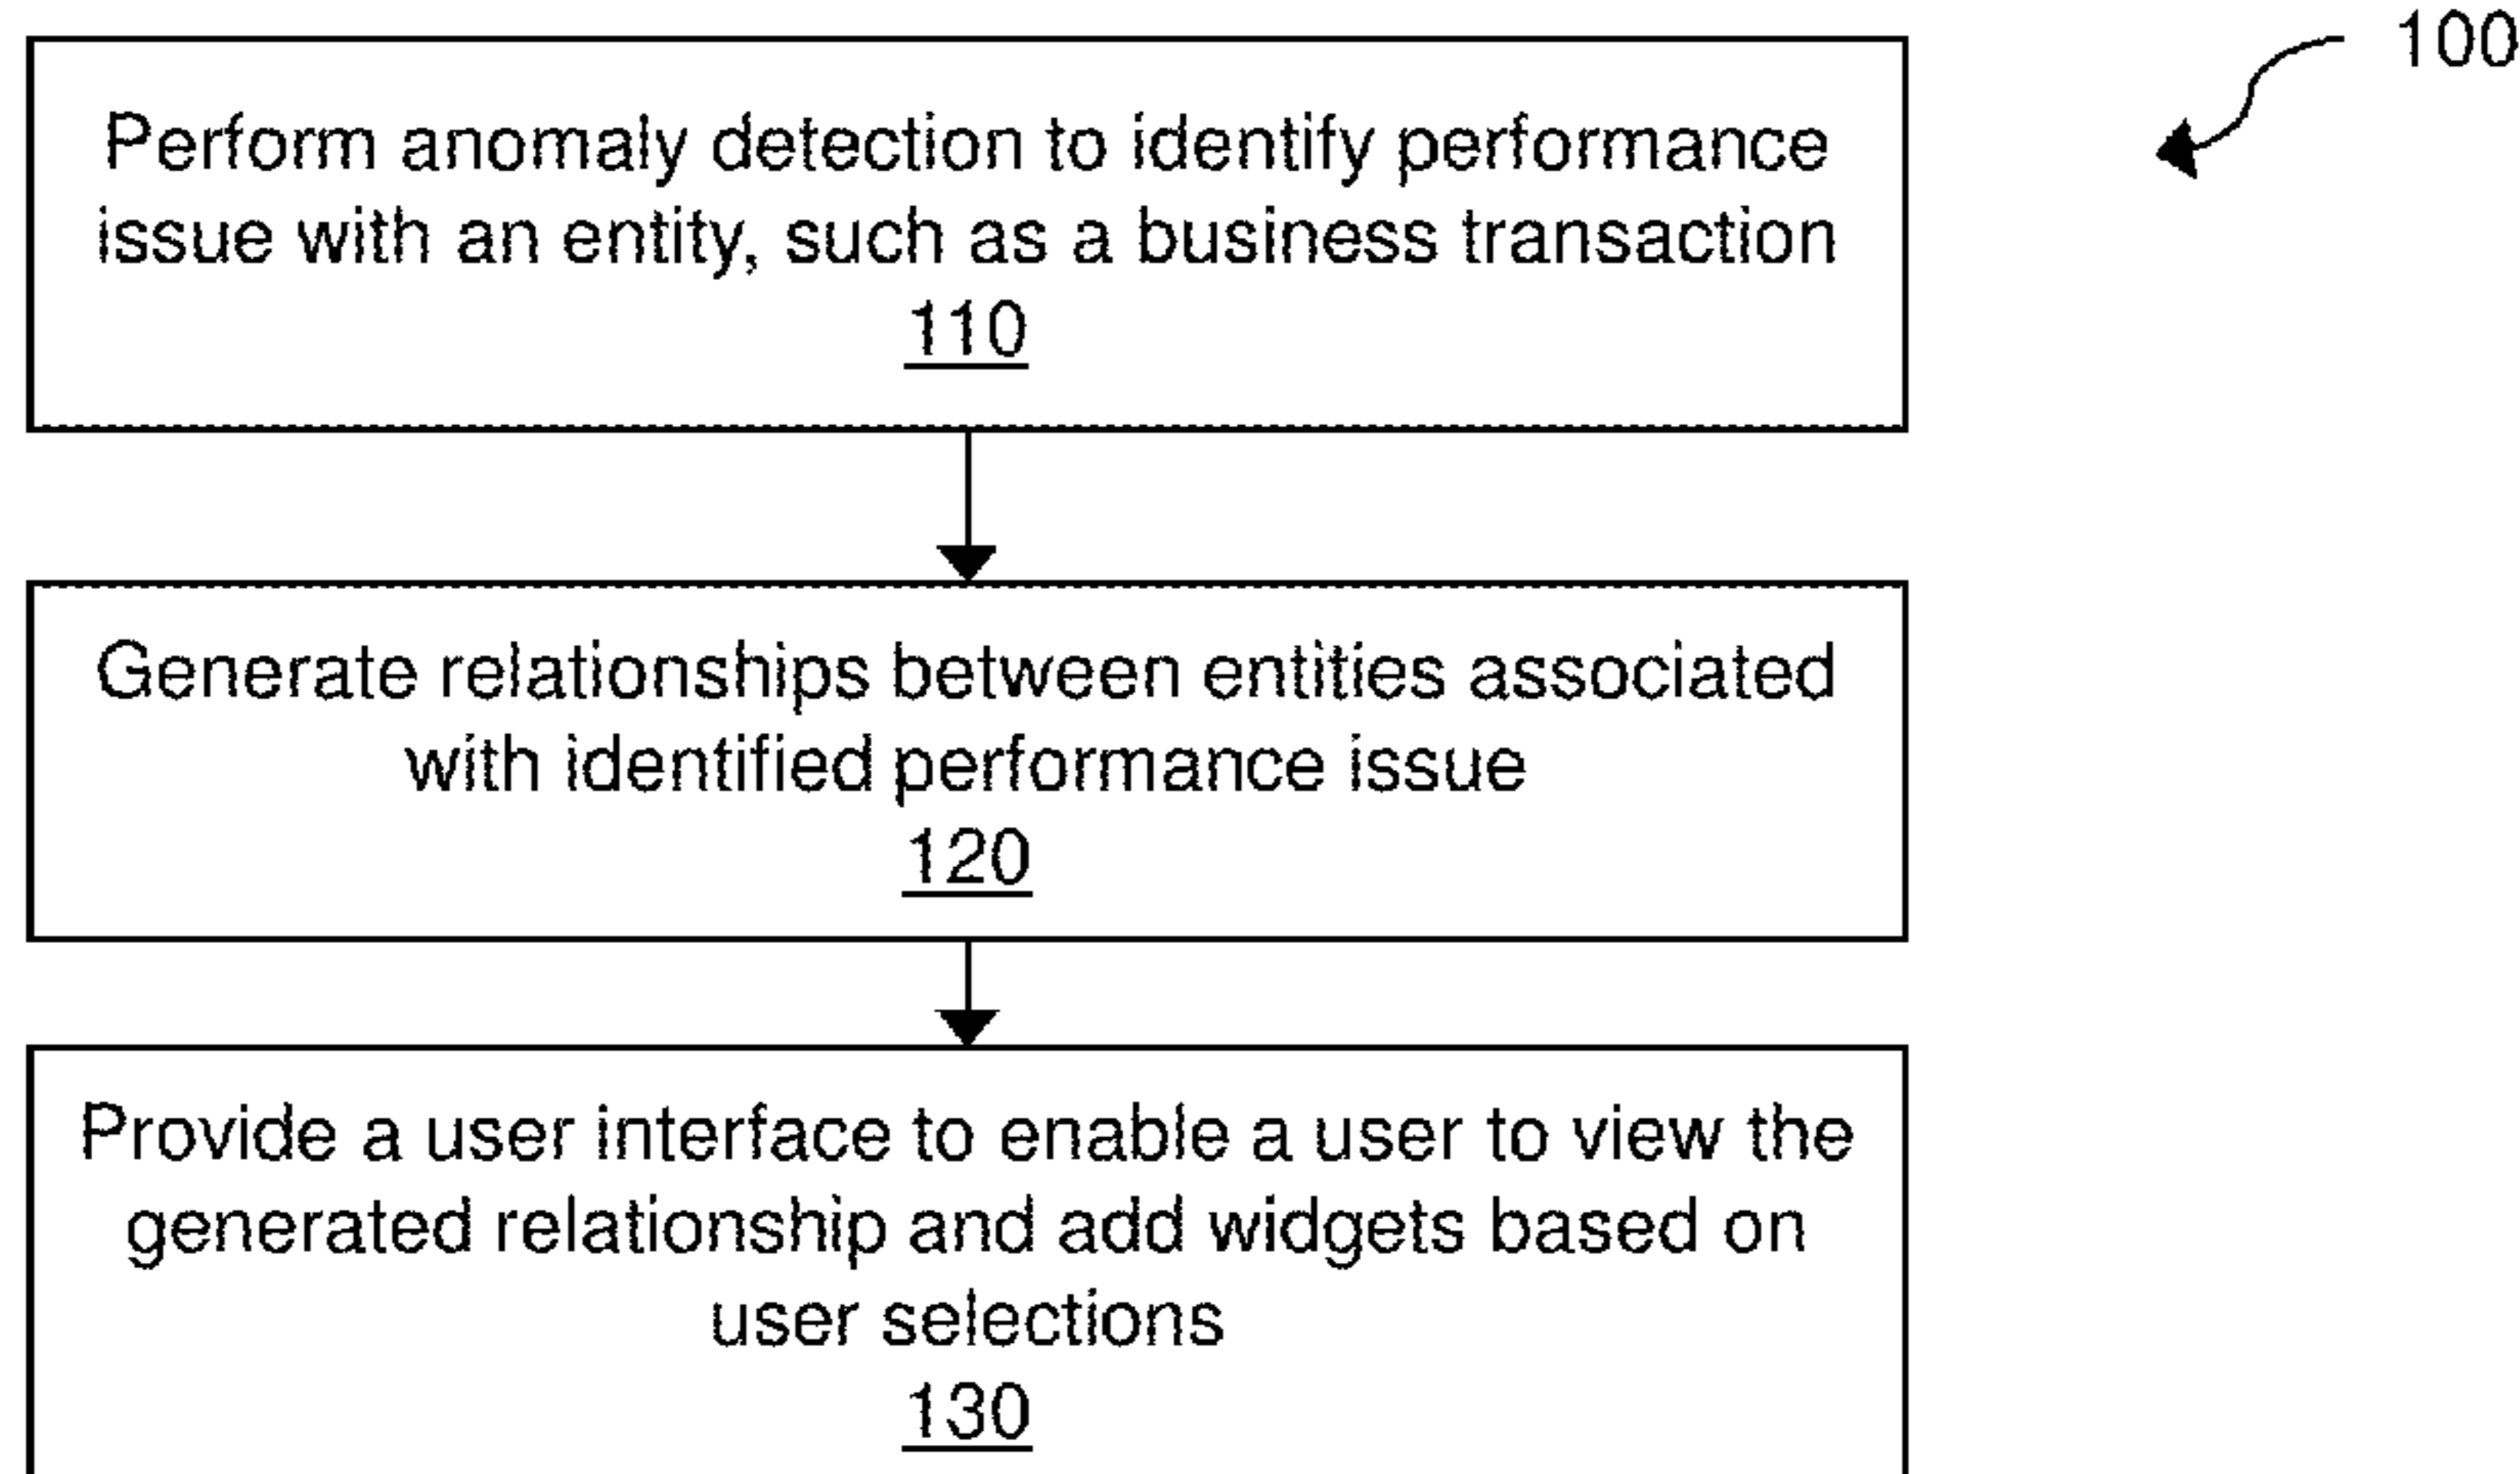 100
Perform anomaly detection to identify performance
issue with an entity, such as a business transaction
110
Generate relationships between entities associated
with identified performance issue
120
Provide a user interface to enable a user to view the
generated relationship and add widgets based on
user selections
130